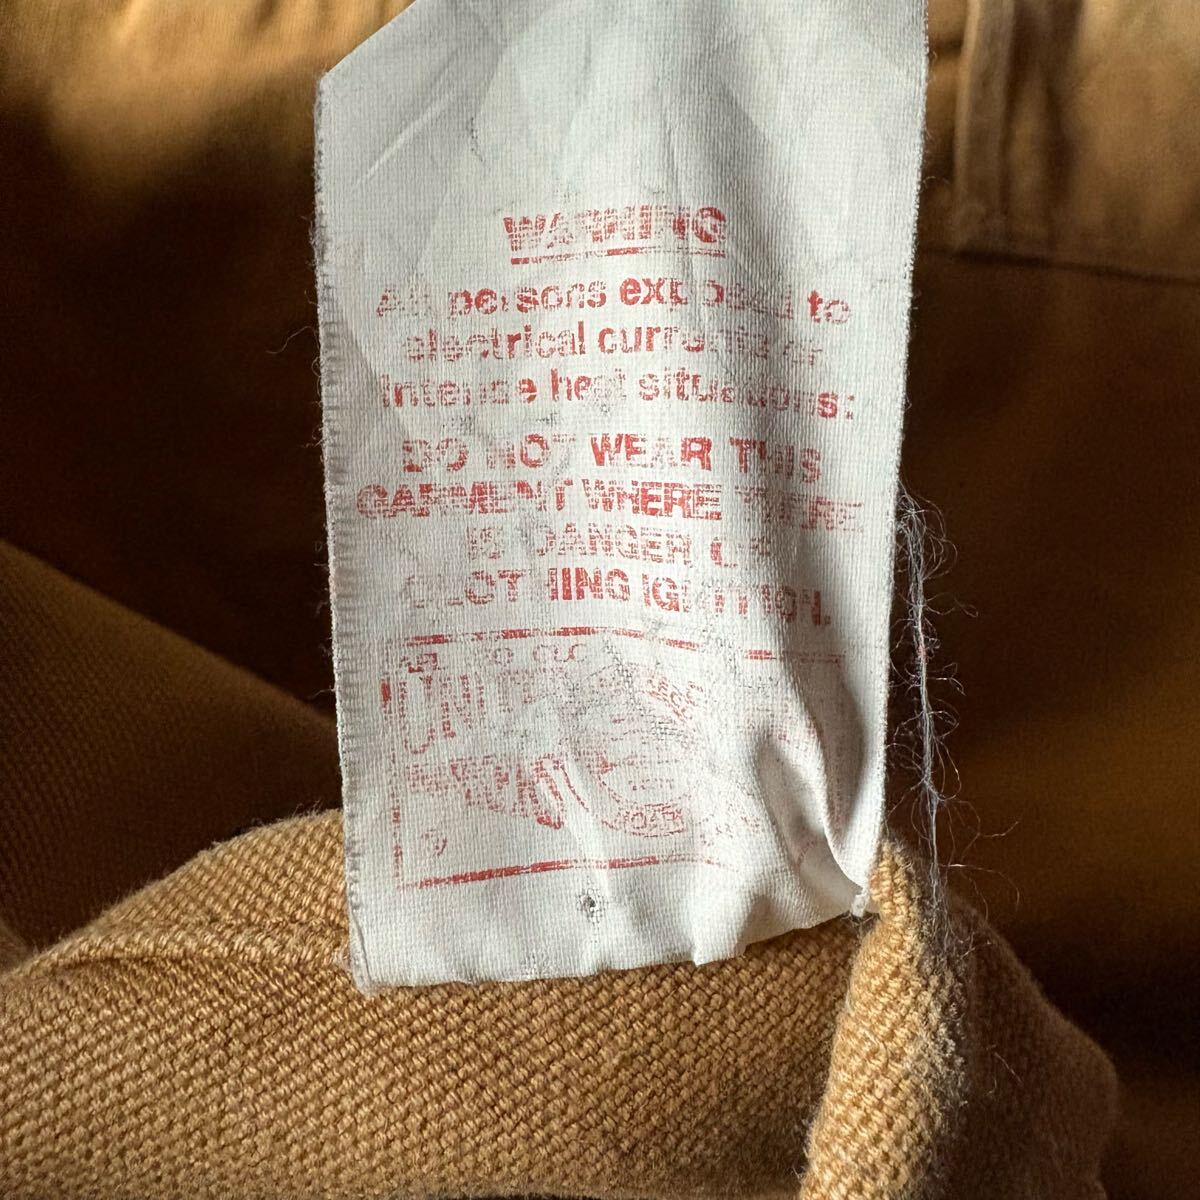 WARNING
All persons exposed to
electrical currents or
intense heat situations:
DO NOT WEAR THIS
GARMENT WHERE THERE
IS DANGER OF
CLOTHING IGNITION.
UNITED